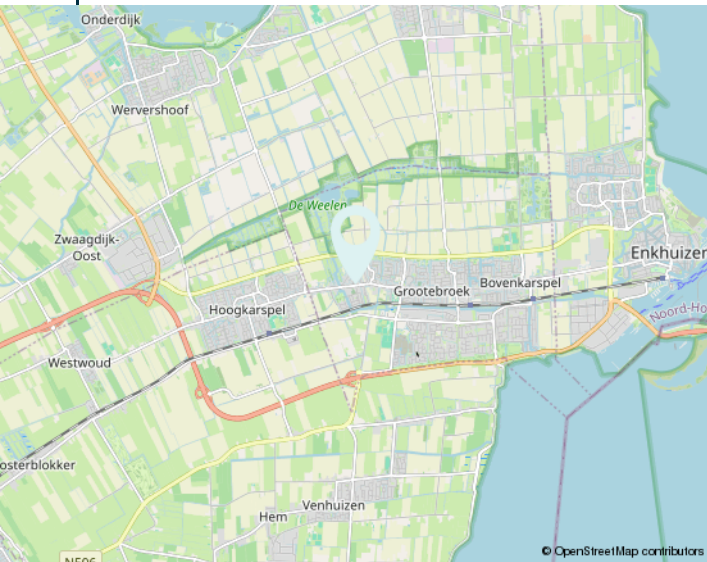 Onderdijk
Wervershoof
De Weelen
Zwaagdijk-
Oost
Enkhuizen
Bovenkarspel
Grootebroek
Hoogkarspel
Noord-Ho
Westwoud
osterblokker
Venhuizen
Hem
N506
© OpenStreetMap contributors